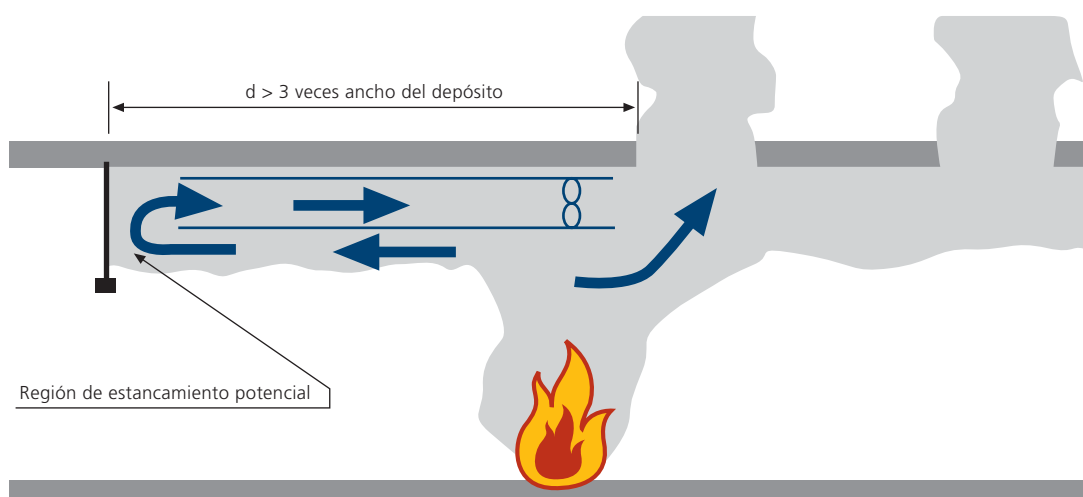 d > 3 veces ancho del depósito
Región de estancamiento potencial